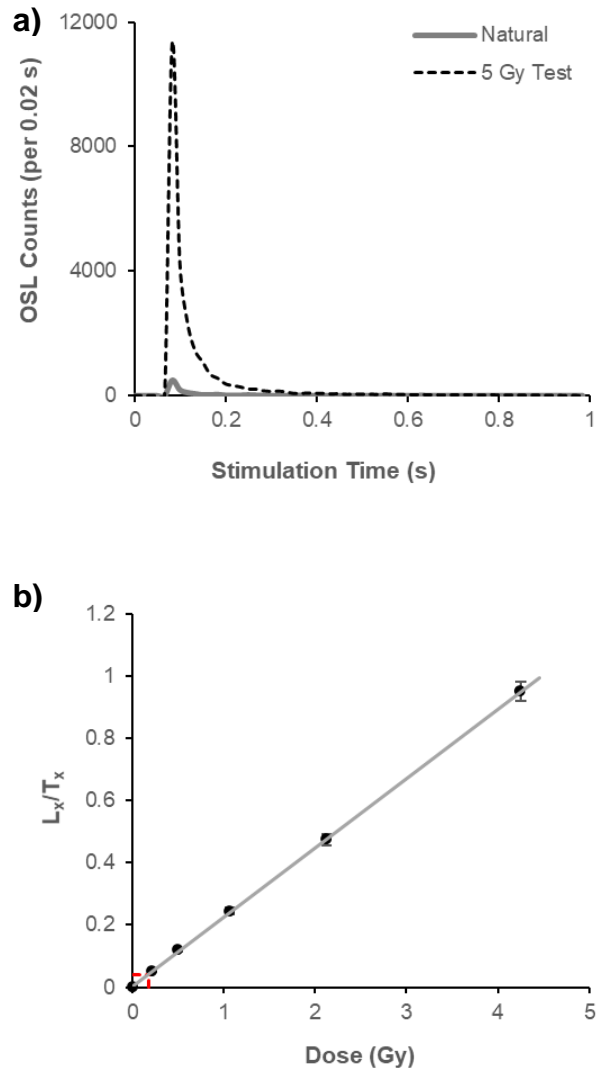 a)
12000
8000
4000
0
OSL Counts (per 0.02 s)
Natural
5 Gy Test
0 0.2 0.4 0.6 0.8 1
Stimulation Time (s)
b)
1.2
1
0.8
0.6
0.4
0.2
0
Lx/Tx
0 1 2 3 4 5
Dose (Gy)